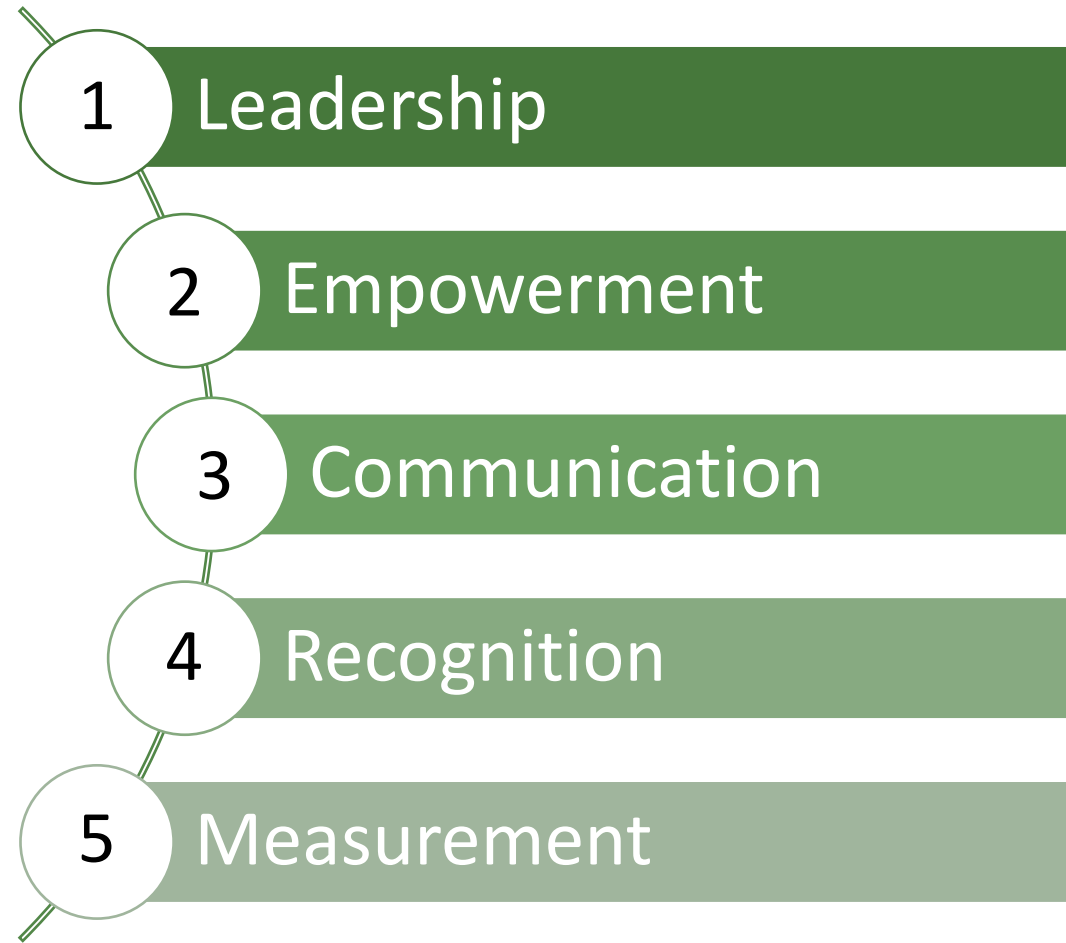 1 Leadership
2 Empowerment
3 Communication
4 Recognition
5 Measurement